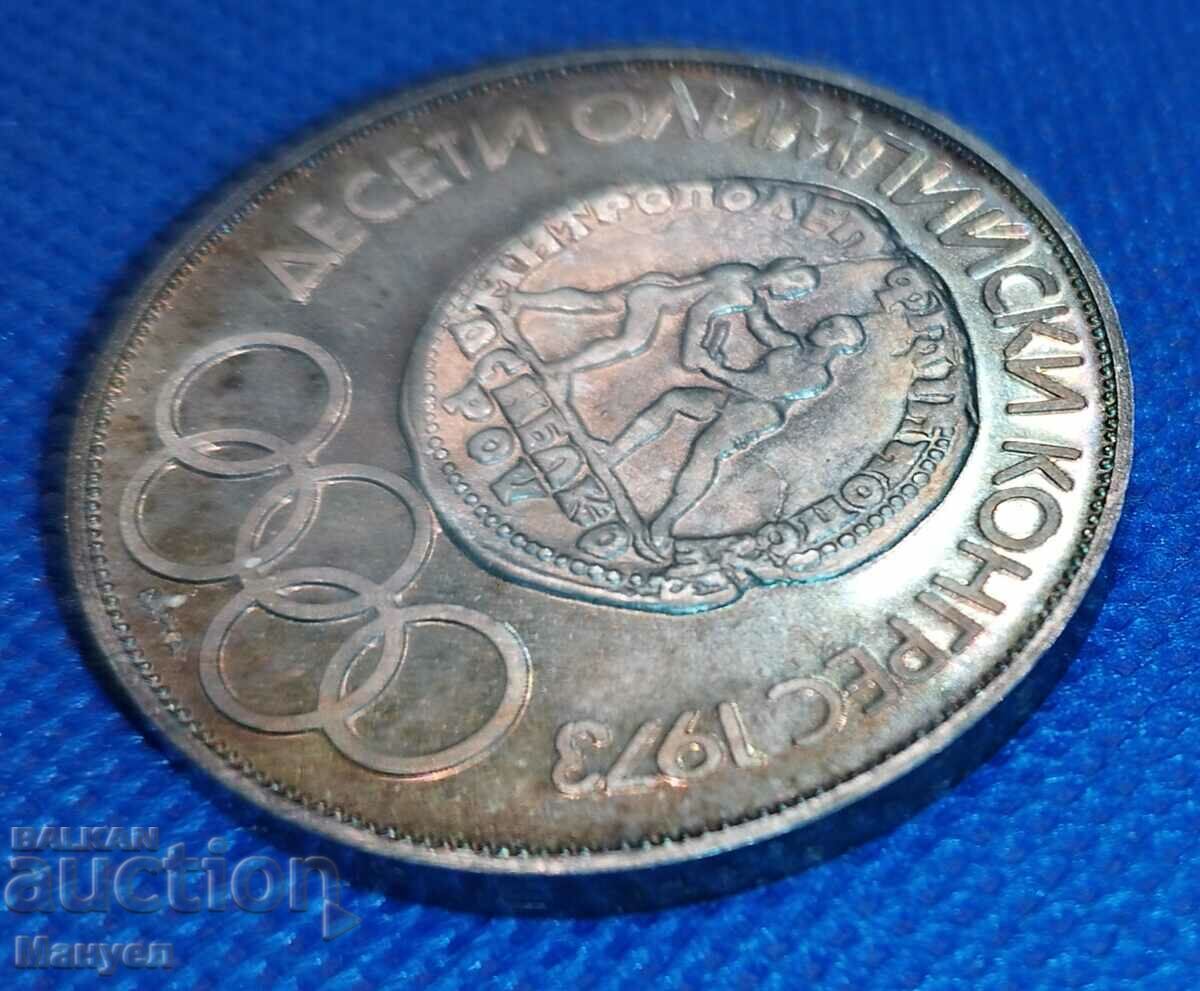 ДЕСЕТИ ОЛИМПИЙСКИ КОНГРЕС 1973
BALKAN
auction
Мануел